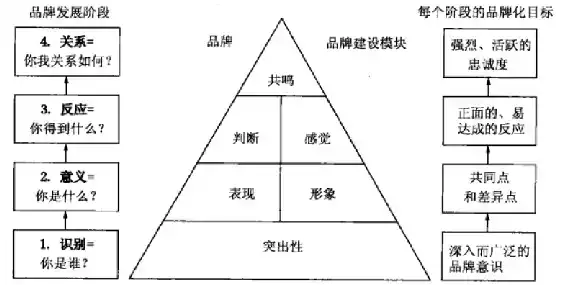 品牌发展阶段
4. 关系=
你我关系如何？
3. 反应=
你得到什么？
2. 意义=
你是什么？
1. 识别=
你是谁？
品牌
品牌建设模块
共鸣
判断
感觉
表现
形象
突出性
每个阶段的品牌化目标
强烈、活跃的
忠诚度
正面的、易
达成的反应
共同点
和差异点
深入而广泛的
品牌意识